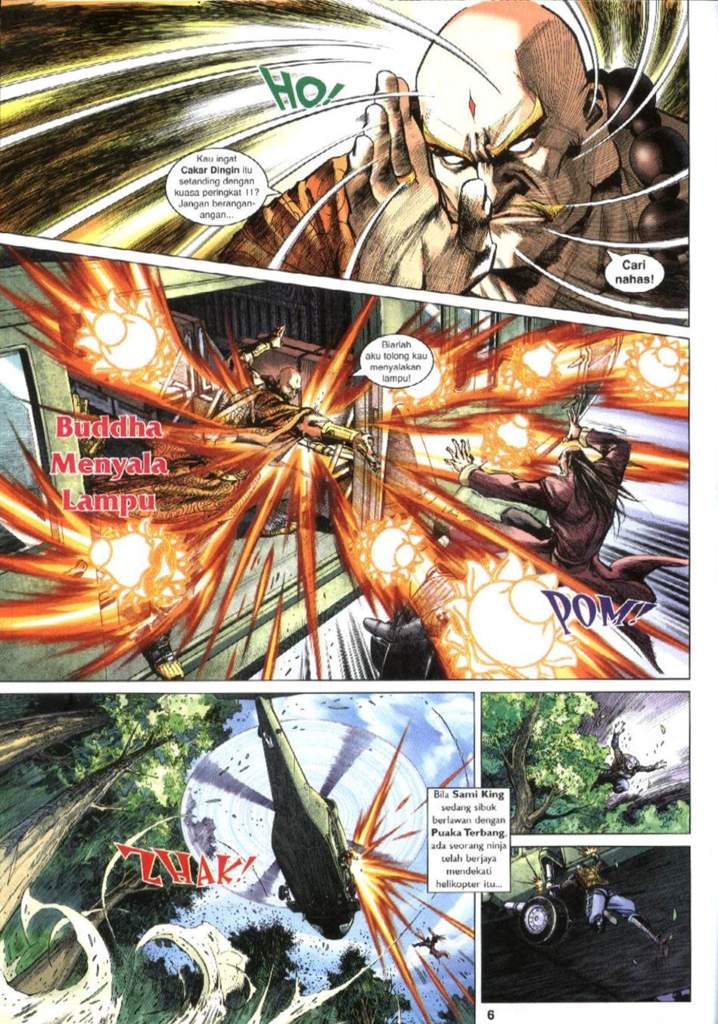 HO!
Kau ingat
Cakar Dingin itu
setanding dengan
kuasa peringkat 11?
Jangan berangan-
angan...
Cari
nahas!
Biarlah
aku tolong kau
menyalakan
lampu!
Buddha
Menyala
Lampu
POM!
ZHAK!
Bila Sami King
sedang sibuk
berlawan dengan
Puaka Terbang,
ada seorang ninja
telah berjaya
mendekati
helikopter itu...
6